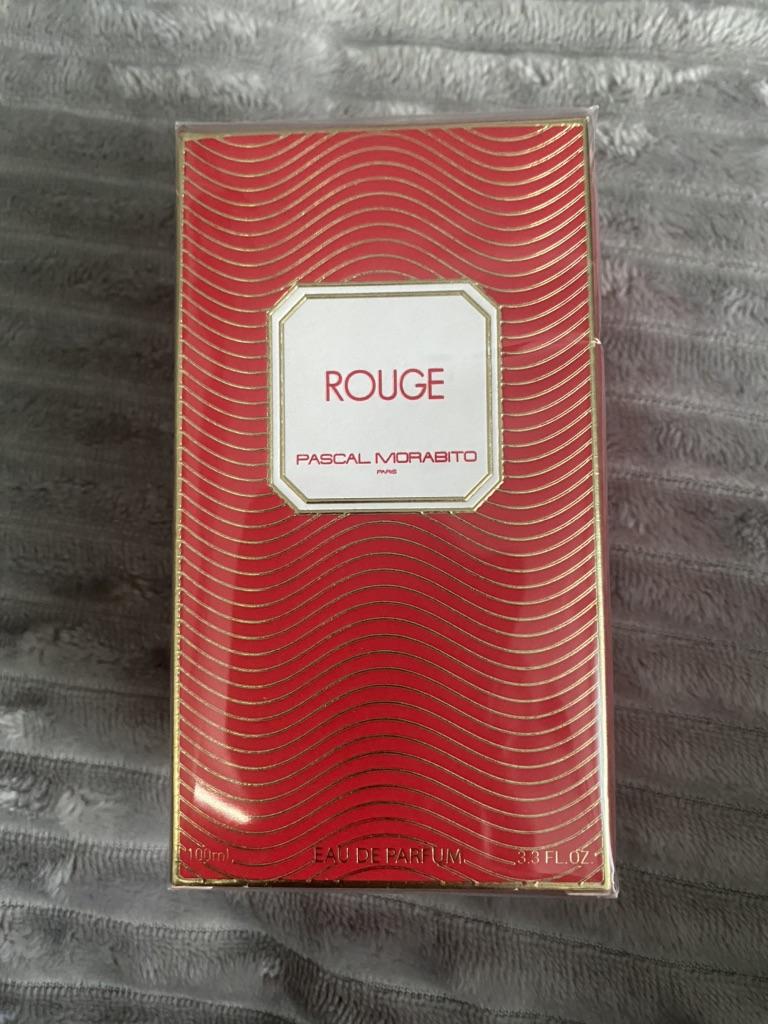 ROUGE
PASCAL MORABITO
PARIS
100ml. EAU DE PARFUM. 3.3 FL.OZ.